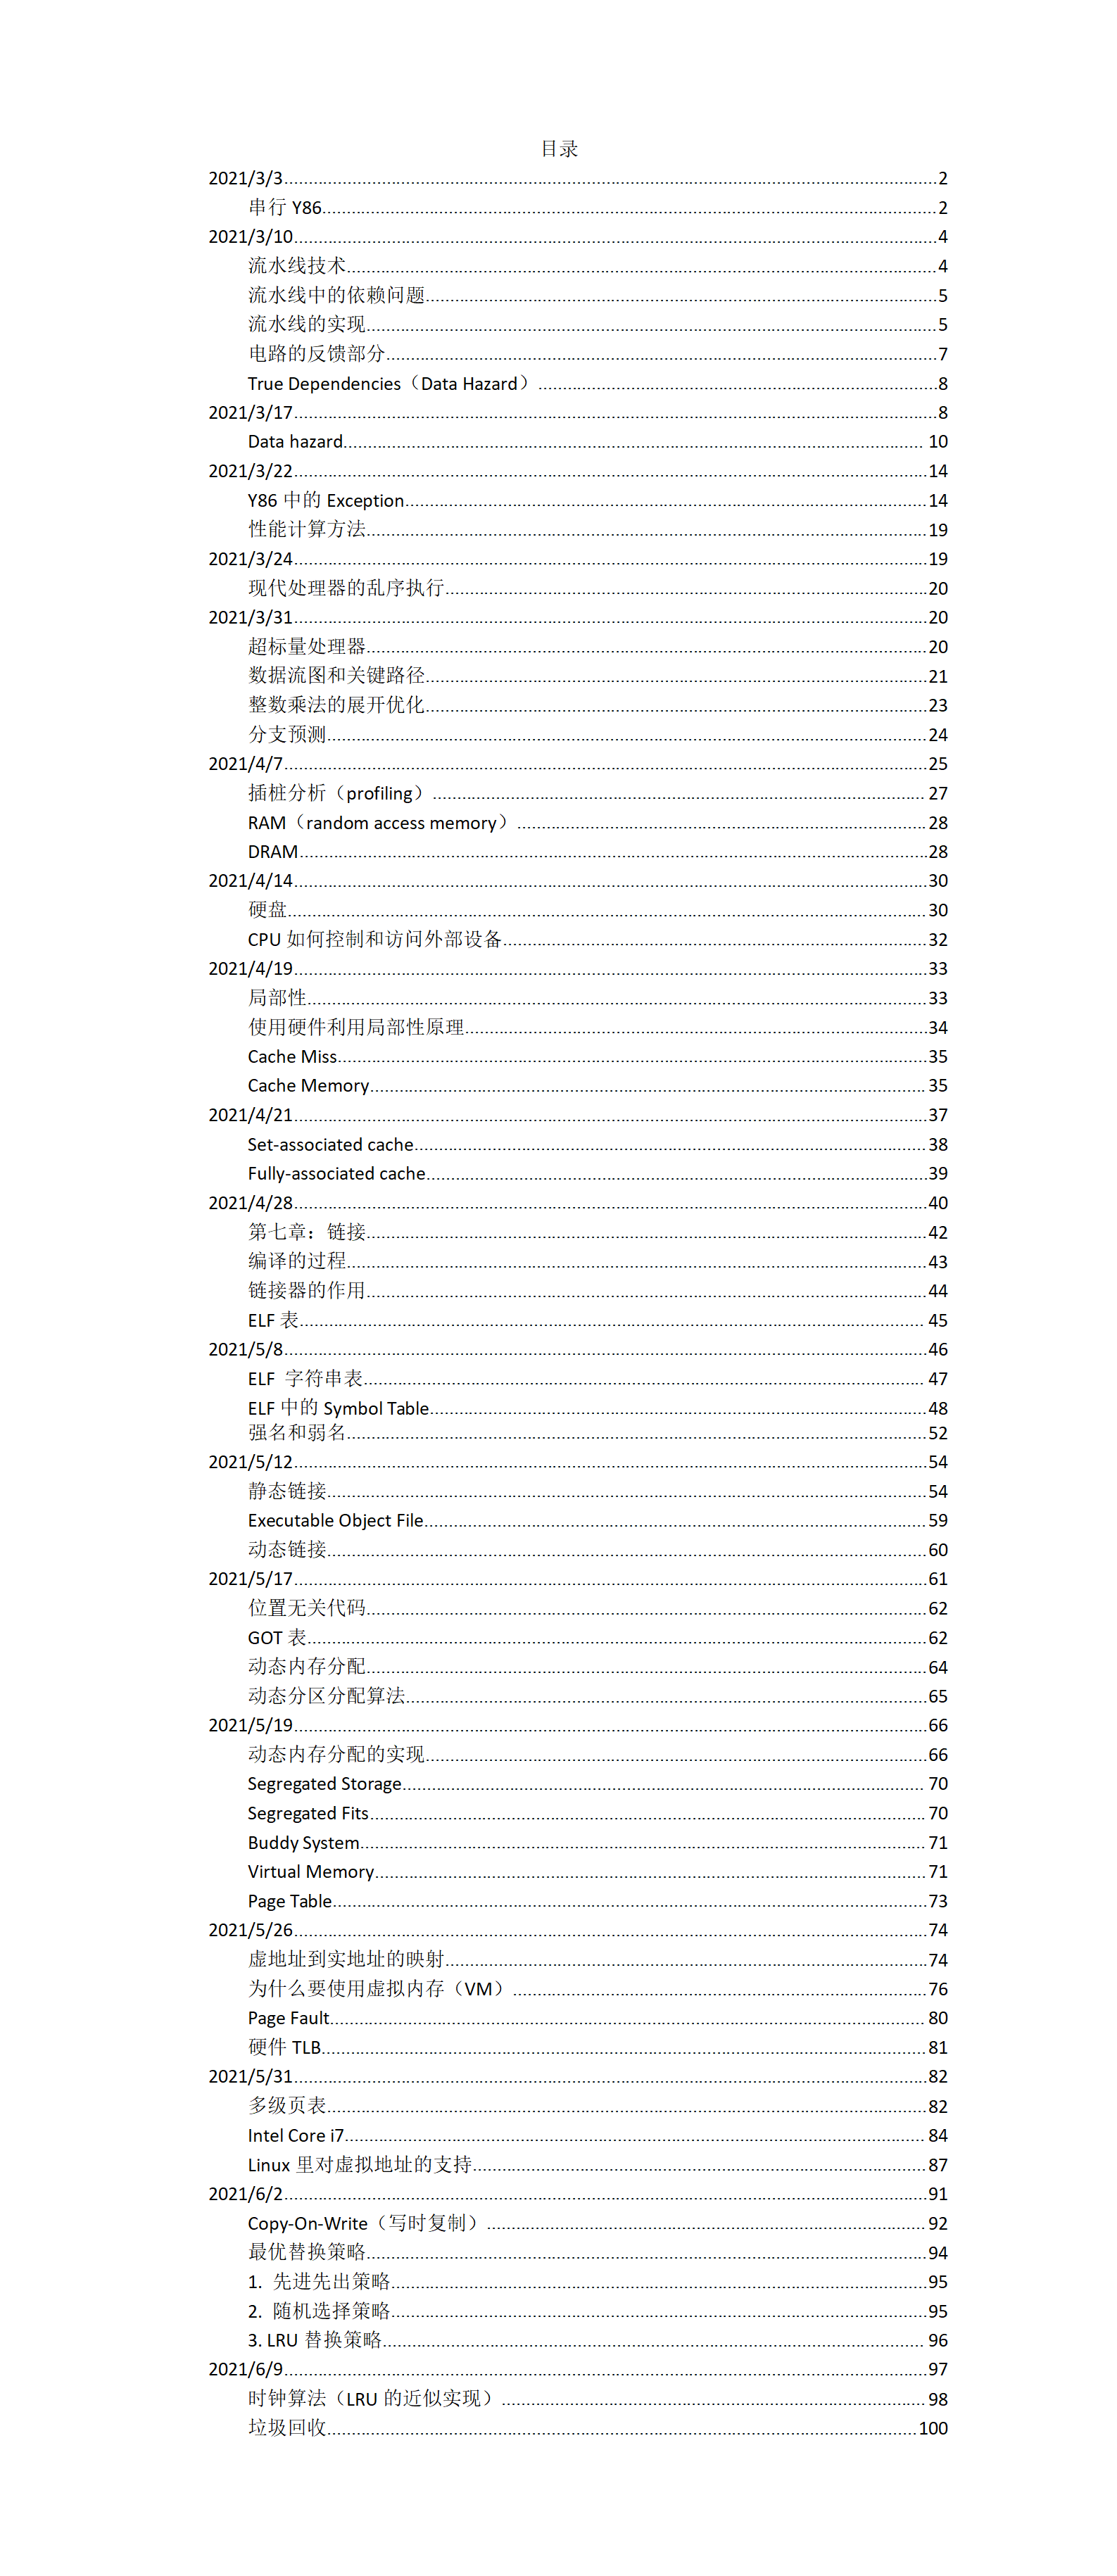 目录
2021/3/3 2
串行 Y86 2
2021/3/10 4
流水线技术 4
流水线中的依赖问题 5
流水线的实现 5
电路的反馈部分 7
True Dependencies（Data Hazard） 8
2021/3/17 8
Data hazard 10
2021/3/22 14
Y86 中的 Exception 14
性能计算方法 19
2021/3/24 19
现代处理器的乱序执行 20
2021/3/31 20
超标量处理器 20
数据流图和关键路径 21
整数乘法的展开优化 23
分支预测 24
2021/4/7 25
插桩分析（profiling） 27
RAM（random access memory） 28
DRAM 28
2021/4/14 30
硬盘 30
CPU 如何控制和访问外部设备 32
2021/4/19 33
局部性 33
使用硬件利用局部性原理 34
Cache Miss 35
Cache Memory 35
2021/4/21 37
Set-associated cache 38
Fully-associated cache 39
2021/4/28 40
第七章：链接 42
编译的过程 43
链接器的作用 44
ELF 表 45
2021/5/8 46
ELF 字符串表 47
ELF 中的 Symbol Table 48
强名和弱名 52
2021/5/12 54
静态链接 54
Executable Object File 59
动态链接 60
2021/5/17 61
位置无关代码 62
GOT 表 62
动态内存分配 64
动态分区分配算法 65
2021/5/19 66
动态内存分配的实现 66
Segregated Storage 70
Segregated Fits 70
Buddy System 71
Virtual Memory 71
Page Table 73
2021/5/26 74
虚地址到实地址的映射 74
为什么要使用虚拟内存（VM） 76
Page Fault 80
硬件 TLB 81
2021/5/31 82
多级页表 82
Intel Core i7 84
Linux 里对虚拟地址的支持 87
2021/6/2 91
Copy-On-Write（写时复制） 92
最优替换策略 94
1. 先进先出策略 95
2. 随机选择策略 95
3. LRU 替换策略 96
2021/6/9 97
时钟算法（LRU 的近似实现） 98
垃圾回收 100